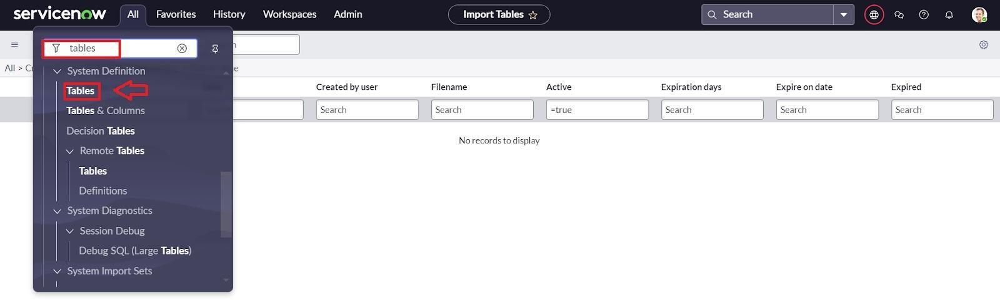 servicenow All Favorites History Workspaces Admin Import Tables Search
tables
All >
System Definition
Tables
Tables & Columns
Decision Tables
Remote Tables
Tables
Definitions
System Diagnostics
Session Debug
Debug SQL (Large Tables)
System Import Sets
Created by user Filename Active Expiration days Expire on date Expired
Search Search =true Search Search Search
No records to display